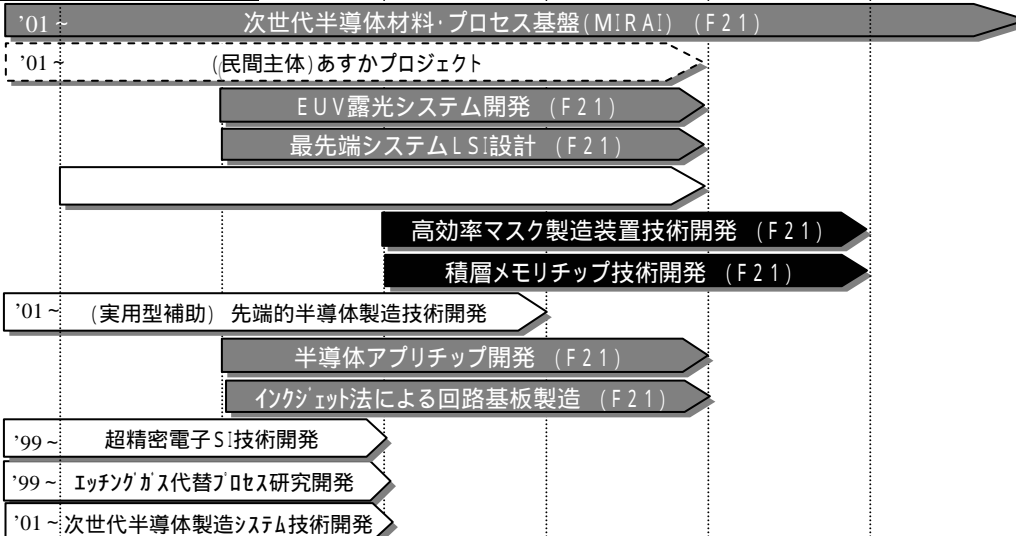 '01~ 次世代半導体材料・プロセス基盤(MIRAI) (F21)
'01~ (民間主体)あすかプロジェクト
EUV露光システム開発 (F21)
最先端システムLSI設計 (F21)
高効率マスク製造装置技術開発 (F21)
積層メモリチップ技術開発 (F21)
'01~ (実用型補助) 先端的半導体製造技術開発
半導体アプリチップ開発 (F21)
インクジェット法による回路基板製造 (F21)
'99~ 超精密電子SI技術開発
'99~ エッチングガス代替プロセス研究開発
'01~ 次世代半導体製造システム技術開発